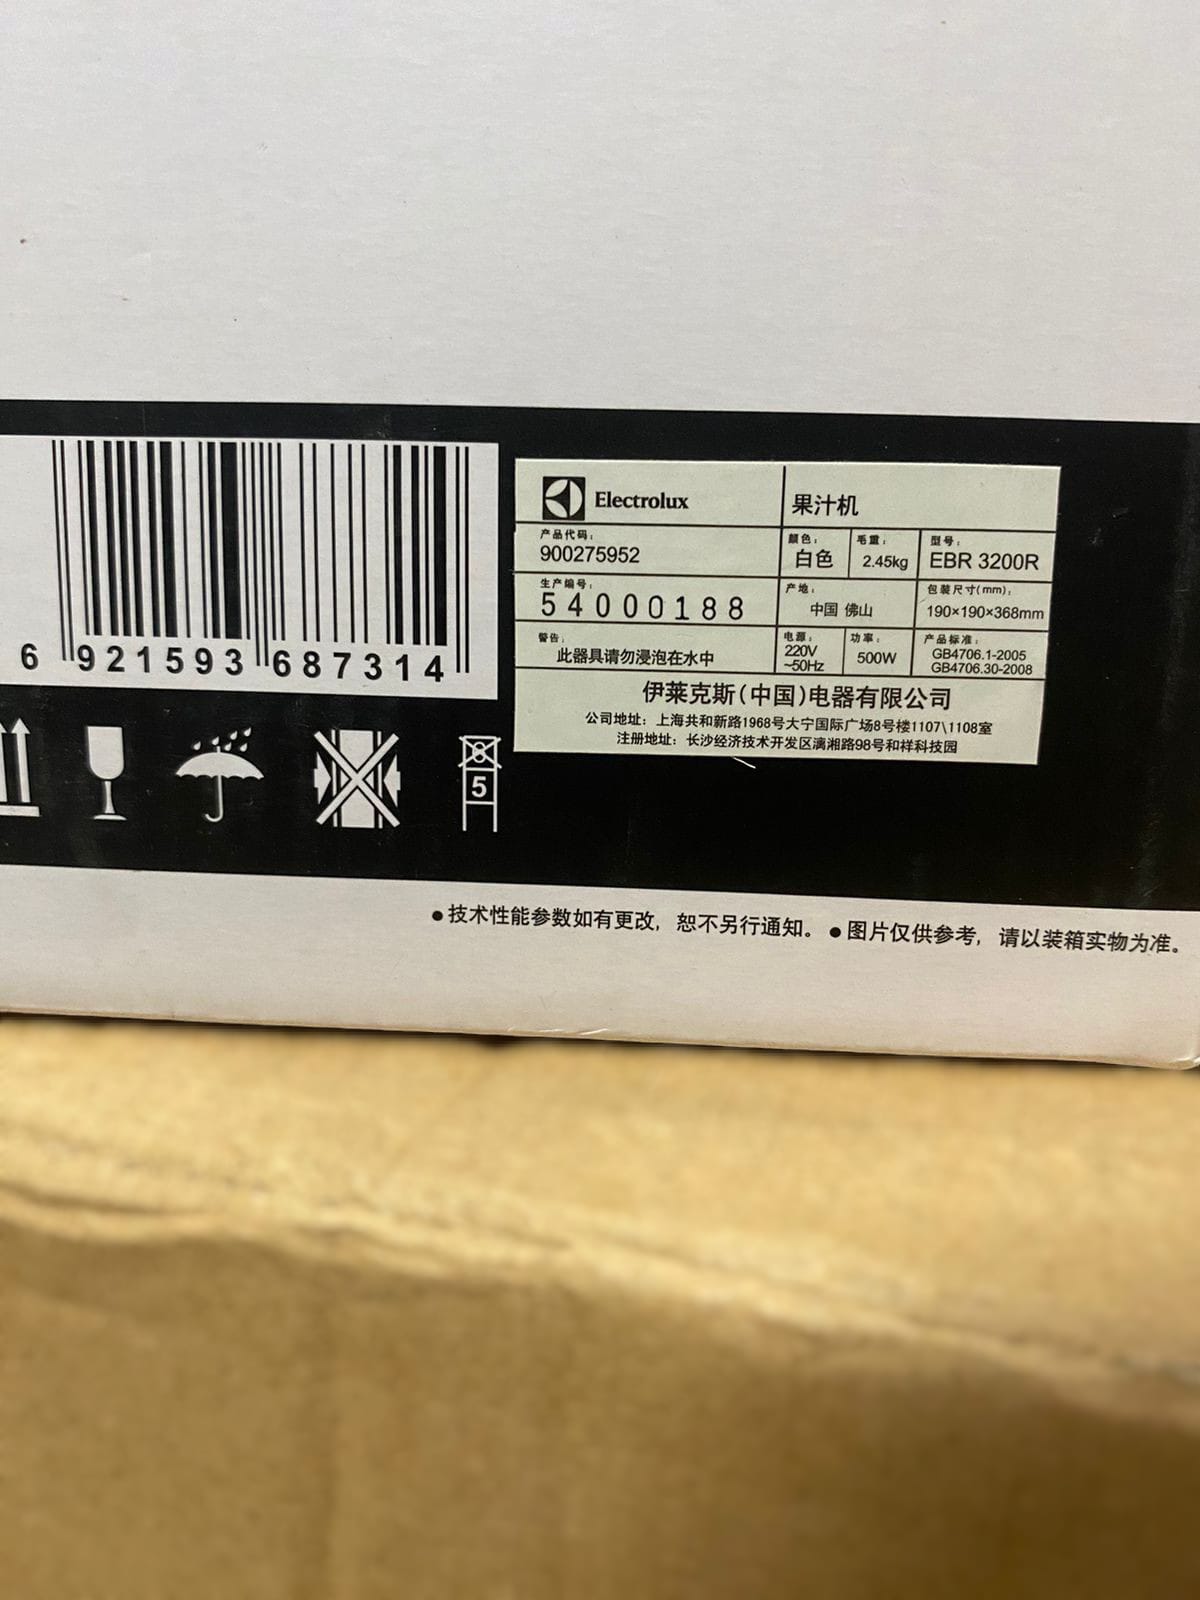 6 921593 687314
Electrolux
果汁机
产品代码：
900275952
颜色：
白色
毛重：
2.45kg
型号：
EBR 3200R
生产编号：
54000188
产地：
中国 佛山
包装尺寸(mm)：
190×190×368mm
警告：
此器具请勿浸泡在水中
电源：
220V
~50Hz
功率：
500W
产品标准：
GB4706.1-2005
GB4706.30-2008
伊莱克斯(中国)电器有限公司
公司地址：上海共和新路1968号大宁国际广场8号楼1107\1108室
注册地址：长沙经济技术开发区漓湘路98号和祥科技园
8
5
●技术性能参数如有更改，恕不另行通知。●图片仅供参考，请以装箱实物为准。